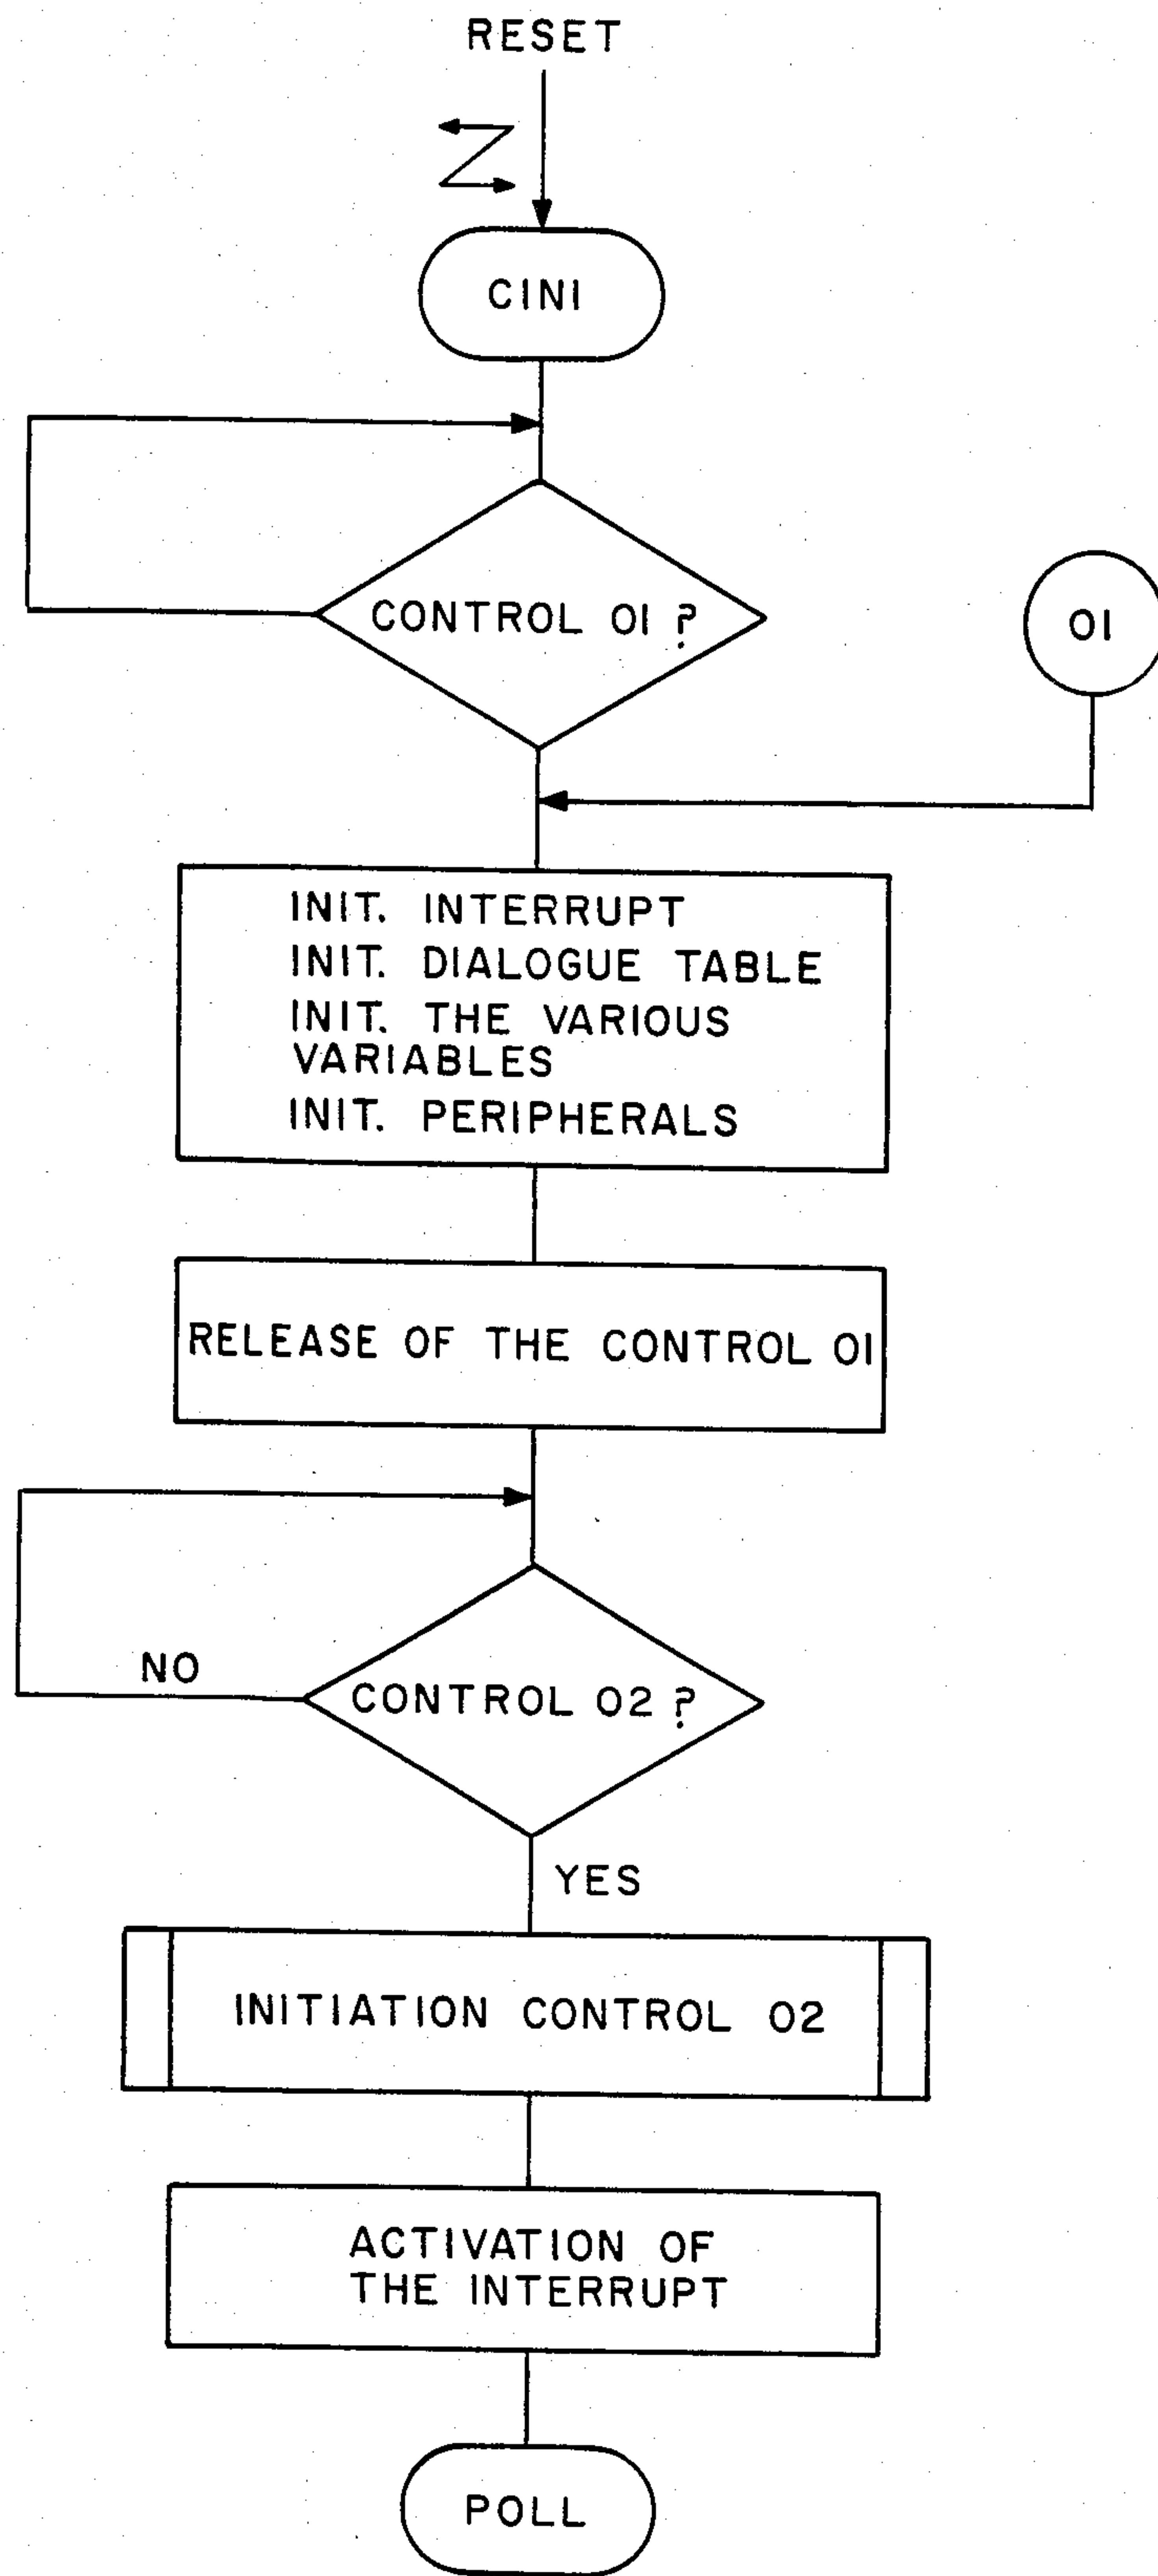 RESET
CINI
CONTROL 01 ?
01
INIT. INTERRUPT
INIT. DIALOGUE TABLE
INIT. THE VARIOUS
VARIABLES
INIT. PERIPHERALS
RELEASE OF THE CONTROL 01
NO
CONTROL 02 ?
YES
INITIATION CONTROL 02
ACTIVATION OF
THE INTERRUPT
POLL